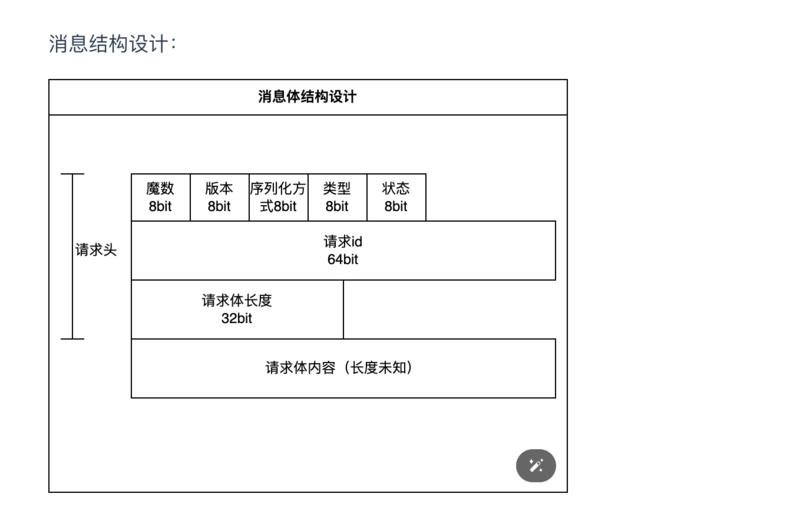 消息结构设计：
消息体结构设计
魔数
8bit
版本
8bit
序列化方
式8bit
类型
8bit
状态
8bit
请求头
请求id
64bit
请求体长度
32bit
请求体内容（长度未知）